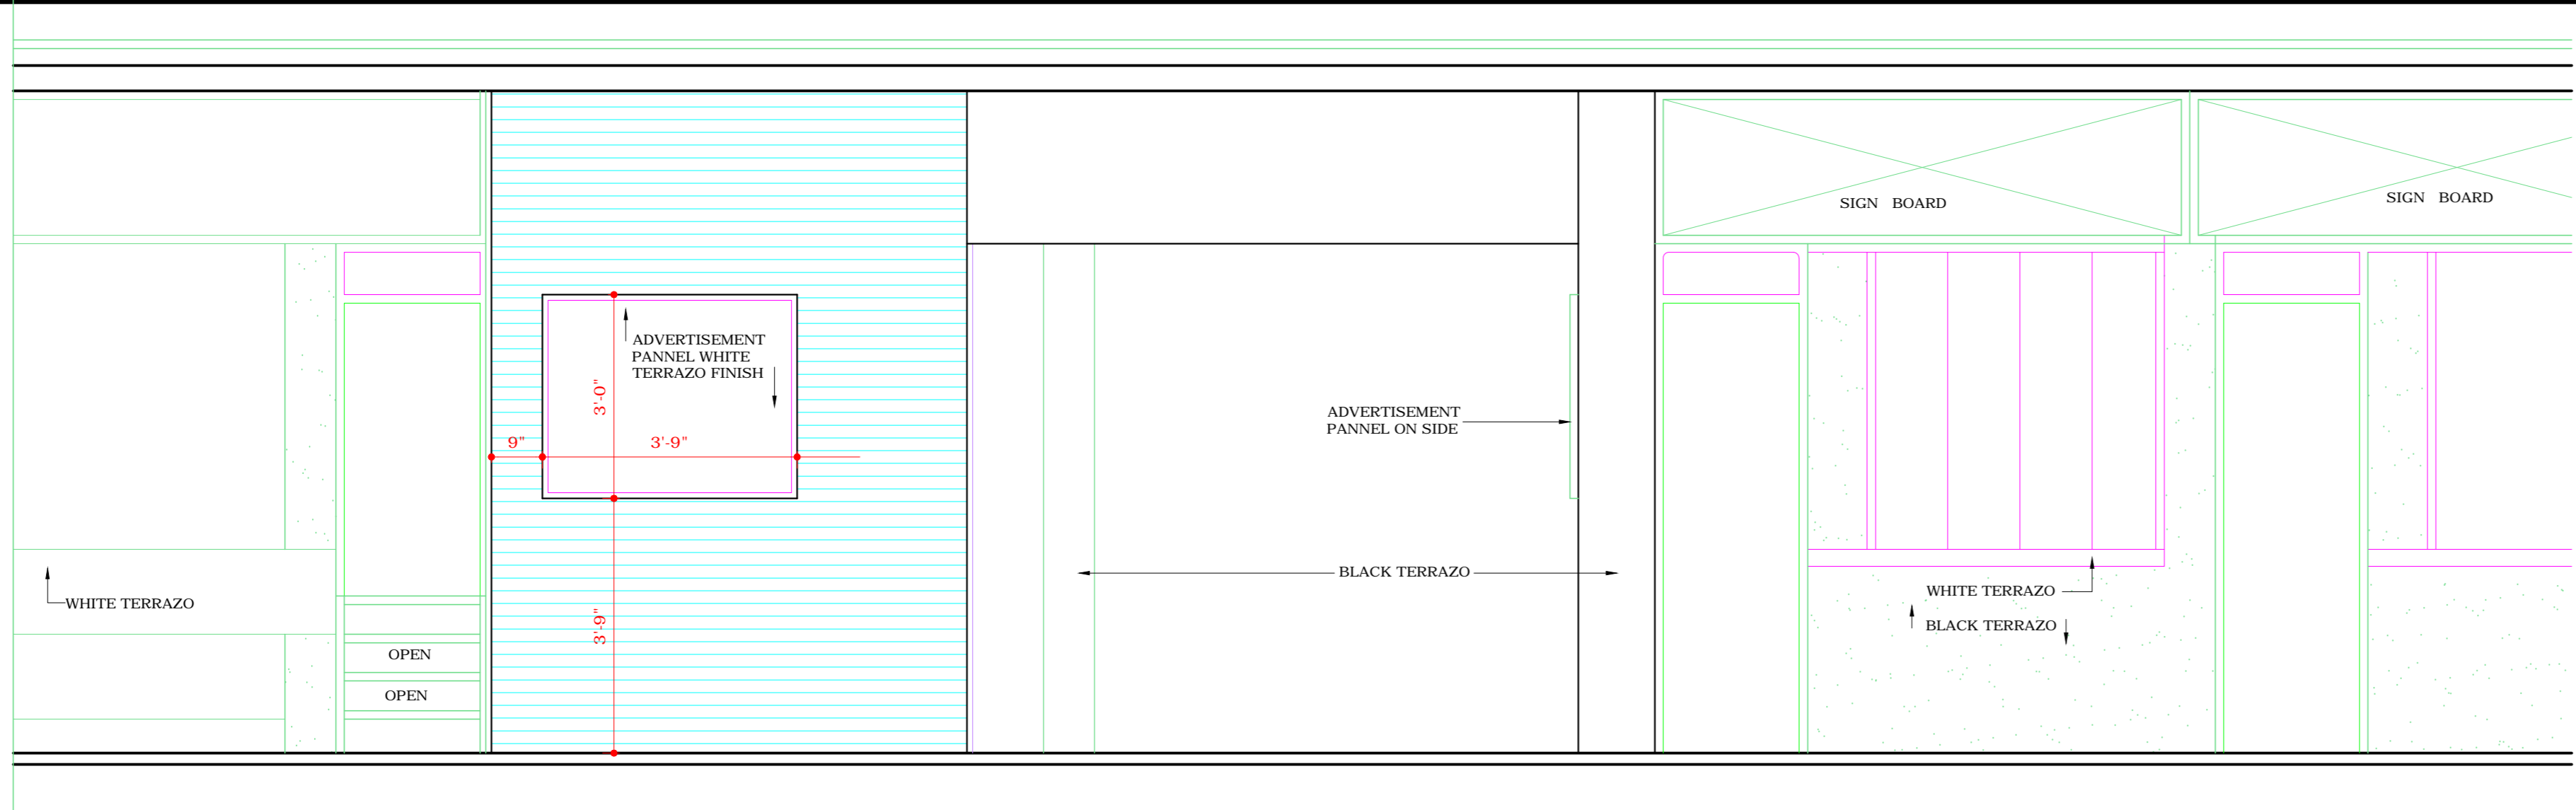 SIGN BOARD
SIGN BOARD
ADVERTISEMENT
PANNEL WHITE
TERRAZO FINISH
3'-0"
9"
3'-9"
ADVERTISEMENT
PANNEL ON SIDE
BLACK TERRAZO
WHITE TERRAZO
WHITE TERRAZO
BLACK TERRAZO
3'-9"
OPEN
OPEN